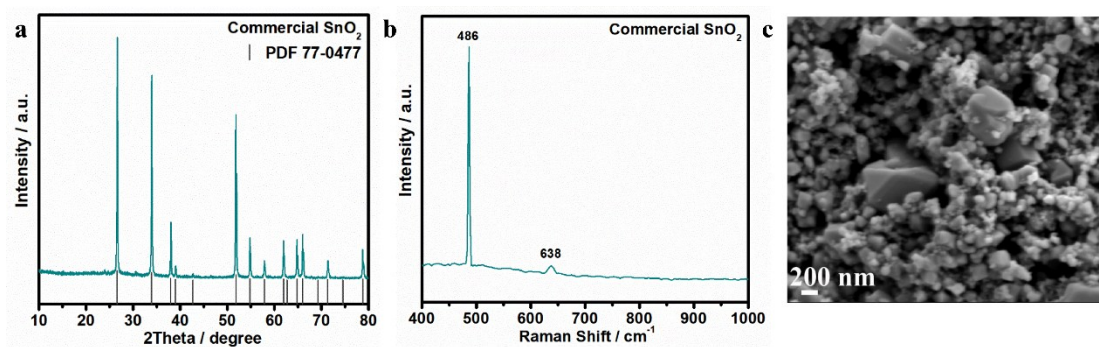 a
Commercial SnO₂
PDF 77-0477
Intensity / a.u.
10 20 30 40 50 60 70 80
2Theta / degree
b
486
Commercial SnO₂
638
Intensity / a.u.
400 500 600 700 800 900 1000
Raman Shift / cm⁻¹
c
200 nm